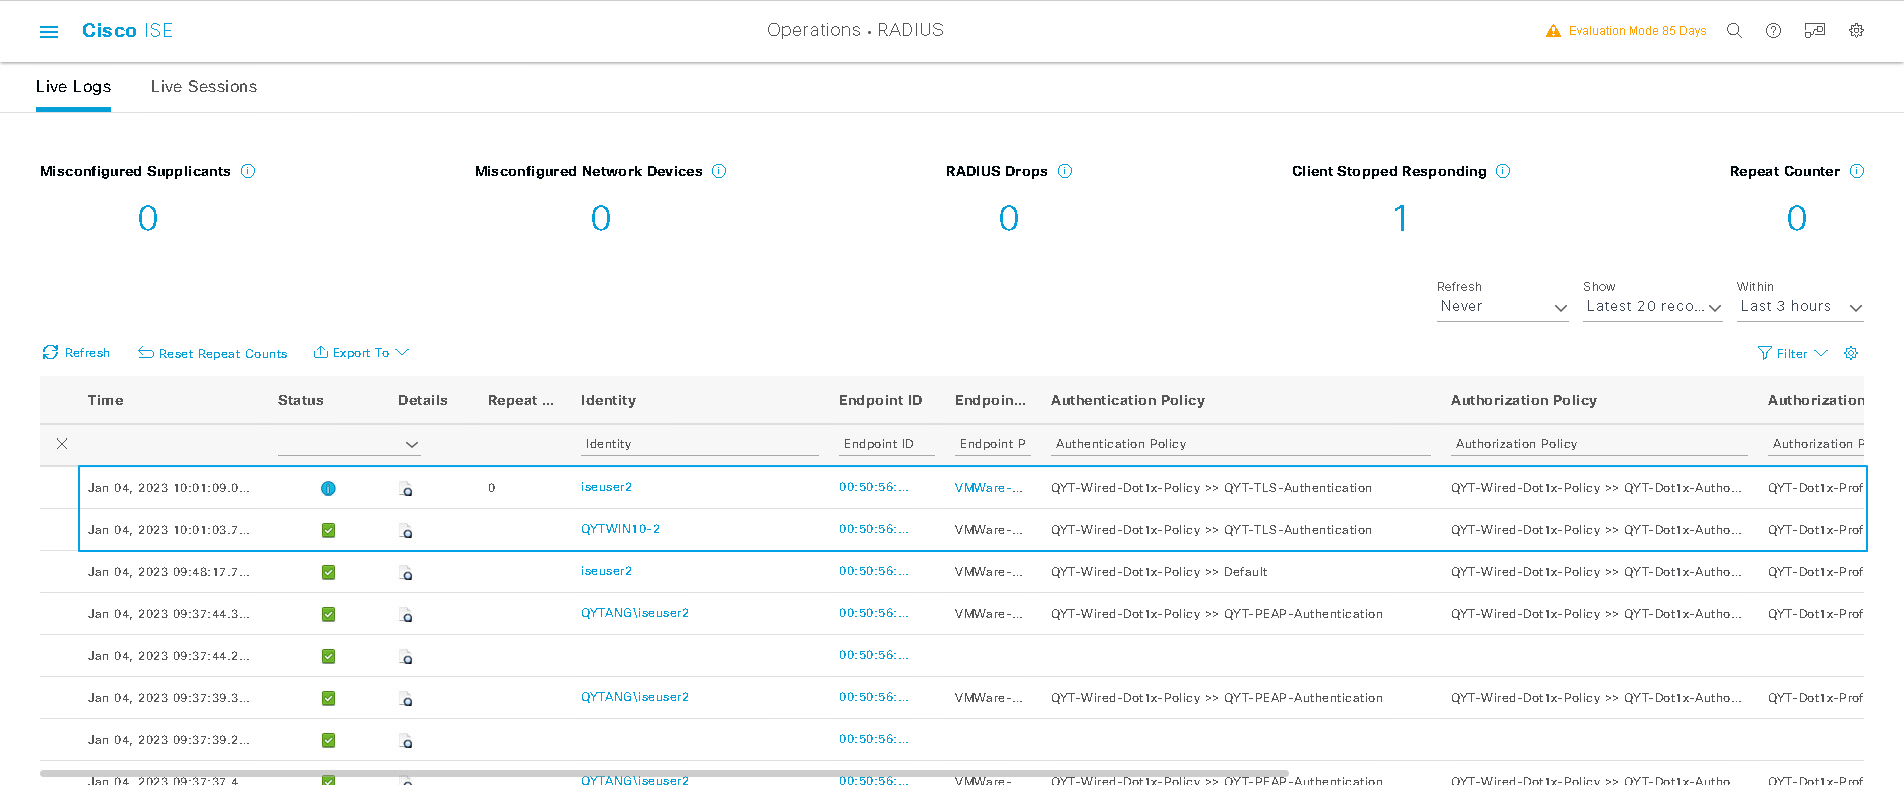 Cisco ISE
Operations . RADIUS
Evaluation Mode 85 Days
Live Logs Live Sessions
Misconfigured Supplicants Misconfigured Network Devices RADIUS Drops Client Stopped Responding Repeat Counter
0 0 0 1 0
Refresh Show Within
Never Latest 20 reco... Last 3 hours
Refresh Reset Repeat Counts Export To Filter
Time Status Details Repeat ... Identity Endpoint ID Endpoin... Authentication Policy Authorization Policy Authorization
Identity Endpoint ID Endpoint P Authentication Policy Authorization Policy Authorization P
Jan 04, 2023 10:01:09.0... 0 iseuser2 00:50:56:... VMWare-... QYT-Wired-Dot1x-Policy >> QYT-TLS-Authentication QYT-Wired-Dot1x-Policy >> QYT-Dot1x-Autho... QYT-Dot1x-Prof
Jan 04, 2023 10:01:03.7... QYTWIN10-2 00:50:56:... VMWare-... QYT-Wired-Dot1x-Policy >> QYT-TLS-Authentication QYT-Wired-Dot1x-Policy >> QYT-Dot1x-Autho... QYT-Dot1x-Prof
Jan 04, 2023 09:48:17.7... iseuser2 00:50:56:... VMWare-... QYT-Wired-Dot1x-Policy >> Default QYT-Wired-Dot1x-Policy >> QYT-Dot1x-Autho... QYT-Dot1x-Prof
Jan 04, 2023 09:37:44.3... QYTANG\iseuser2 00:50:56:... VMWare-... QYT-Wired-Dot1x-Policy >> QYT-PEAP-Authentication QYT-Wired-Dot1x-Policy >> QYT-Dot1x-Autho... QYT-Dot1x-Prof
Jan 04, 2023 09:37:44.2... 00:50:56:...
Jan 04, 2023 09:37:39.3... QYTANG\iseuser2 00:50:56:... VMWare-... QYT-Wired-Dot1x-Policy >> QYT-PEAP-Authentication QYT-Wired-Dot1x-Policy >> QYT-Dot1x-Autho... QYT-Dot1x-Prof
Jan 04, 2023 09:37:39.2... 00:50:56:...
Jan 04, 2023 09:37:37.4... QYTANG\iseuser2 00:50:56:... VMWare-... QYT-Wired-Dot1x-Policy >> QYT-PEAP-Authentication QYT-Wired-Dot1x-Policy >> QYT-Dot1x-Autho... QYT-Dot1x-Prof